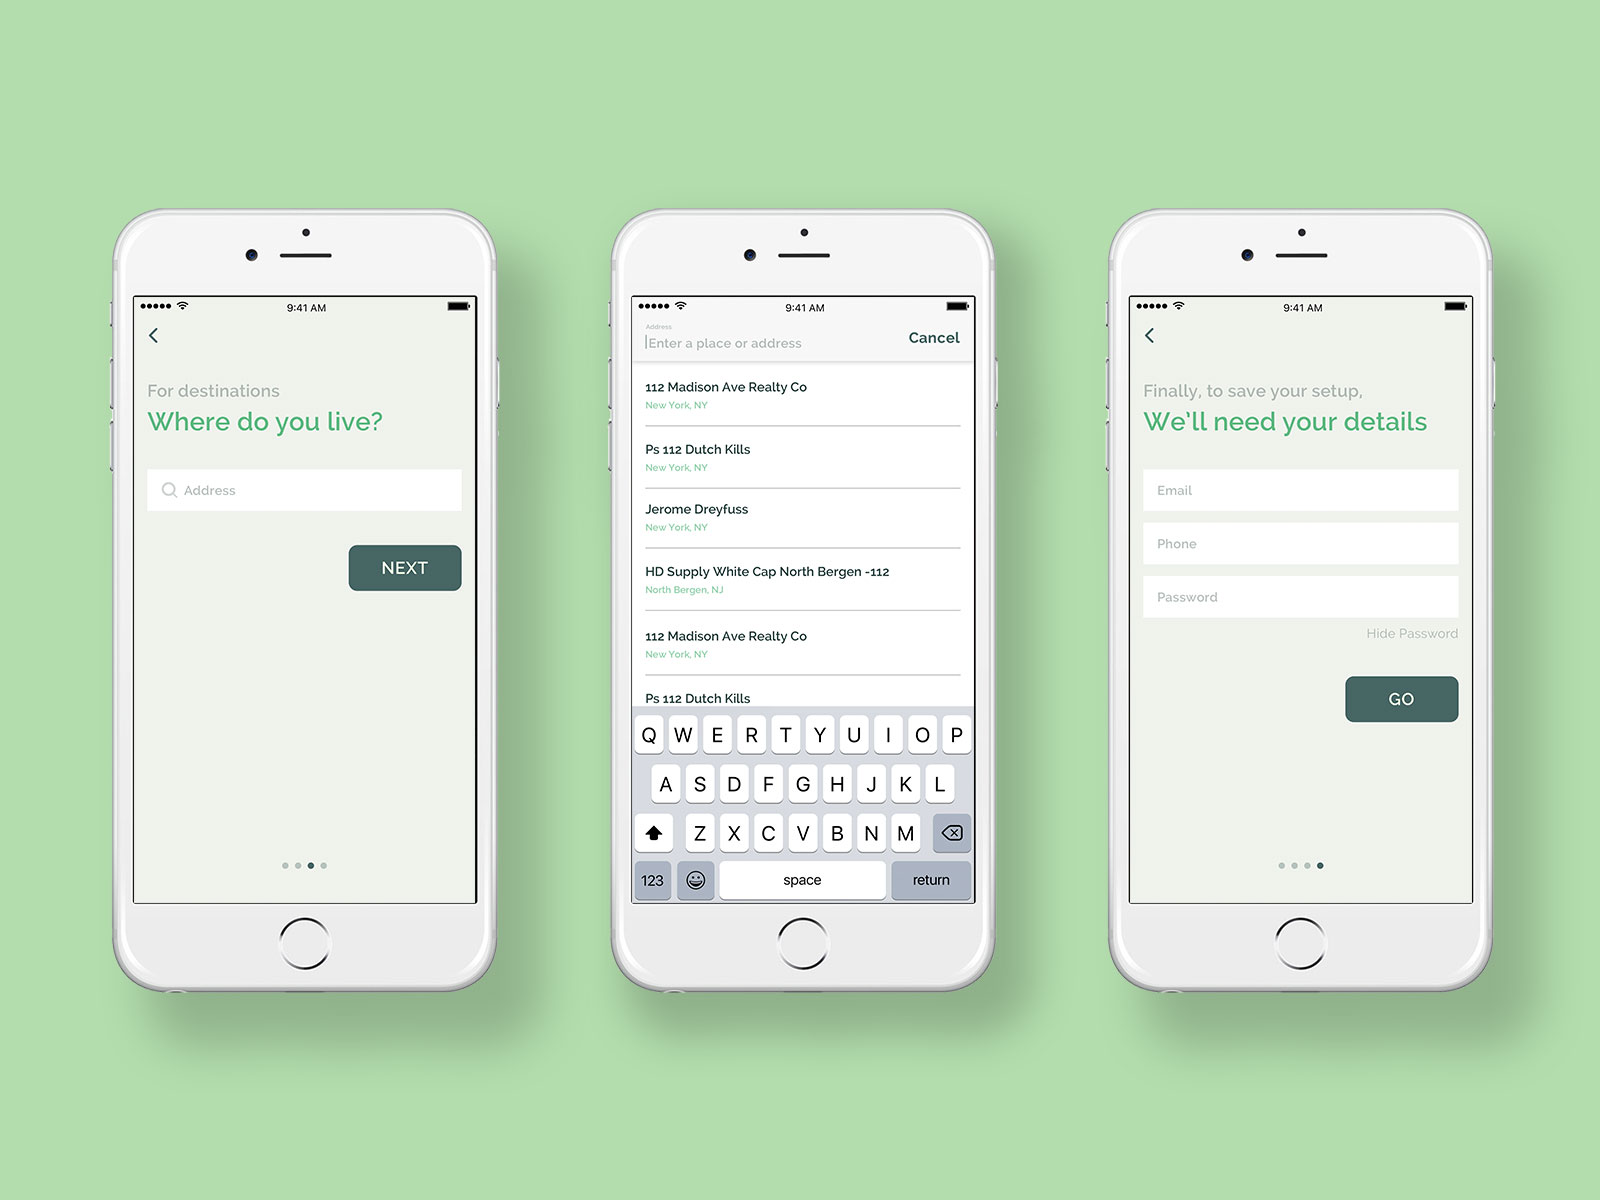 9:41 AM
For destinations
Where do you live?
Address
NEXT
9:41 AM
Address
Enter a place or address
Cancel
112 Madison Ave Realty Co
New York, NY
Ps 112 Dutch Kills
New York, NY
Jerome Dreyfuss
New York, NY
HD Supply White Cap North Bergen -112
North Bergen, NJ
112 Madison Ave Realty Co
New York, NY
Ps 112 Dutch Kills
Q W E R T Y U I O P
A S D F G H J K L
Z X C V B N M
123 space return
9:41 AM
Finally, to save your setup,
We'll need your details
Email
Phone
Password
Hide Password
GO